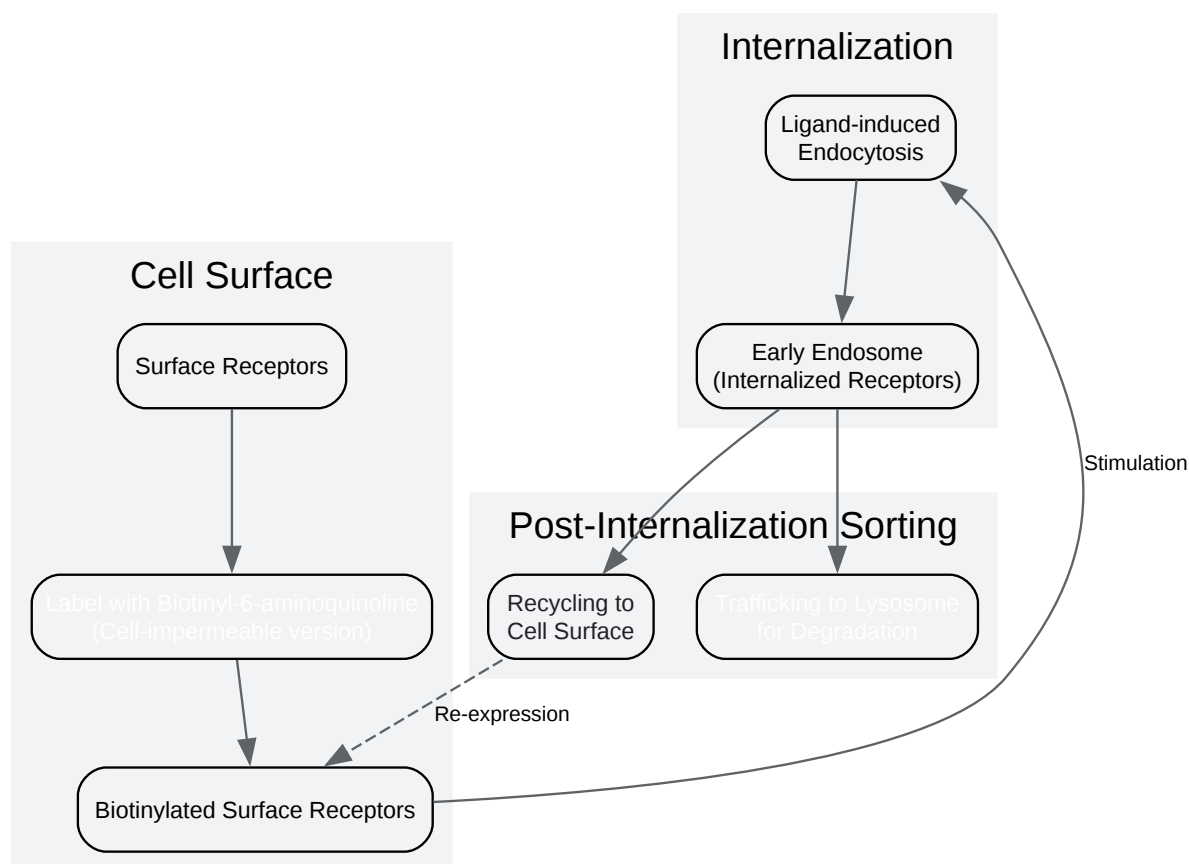 Internalization
Ligand-induced
Endocytosis
Cell Surface
Surface Receptors
Early Endosome
(Internalized Receptors)
Stimulation
Post-Internalization Sorting
Label with Biotinyl-6-aminoquinoline
(Cell-impermeable version)
Recycling to
Cell Surface
Trafficking to Lysosome
for Degradation
Re-expression
Biotinylated Surface Receptors